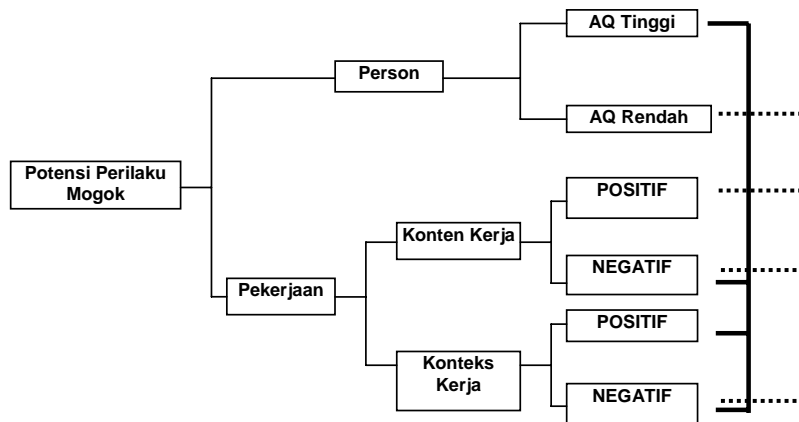 AQ Tinggi
Person
AQ Rendah
Potensi Perilaku
Mogok
POSITIF
Konten Kerja
NEGATIF
Pekerjaan
POSITIF
Konteks
Kerja
NEGATIF